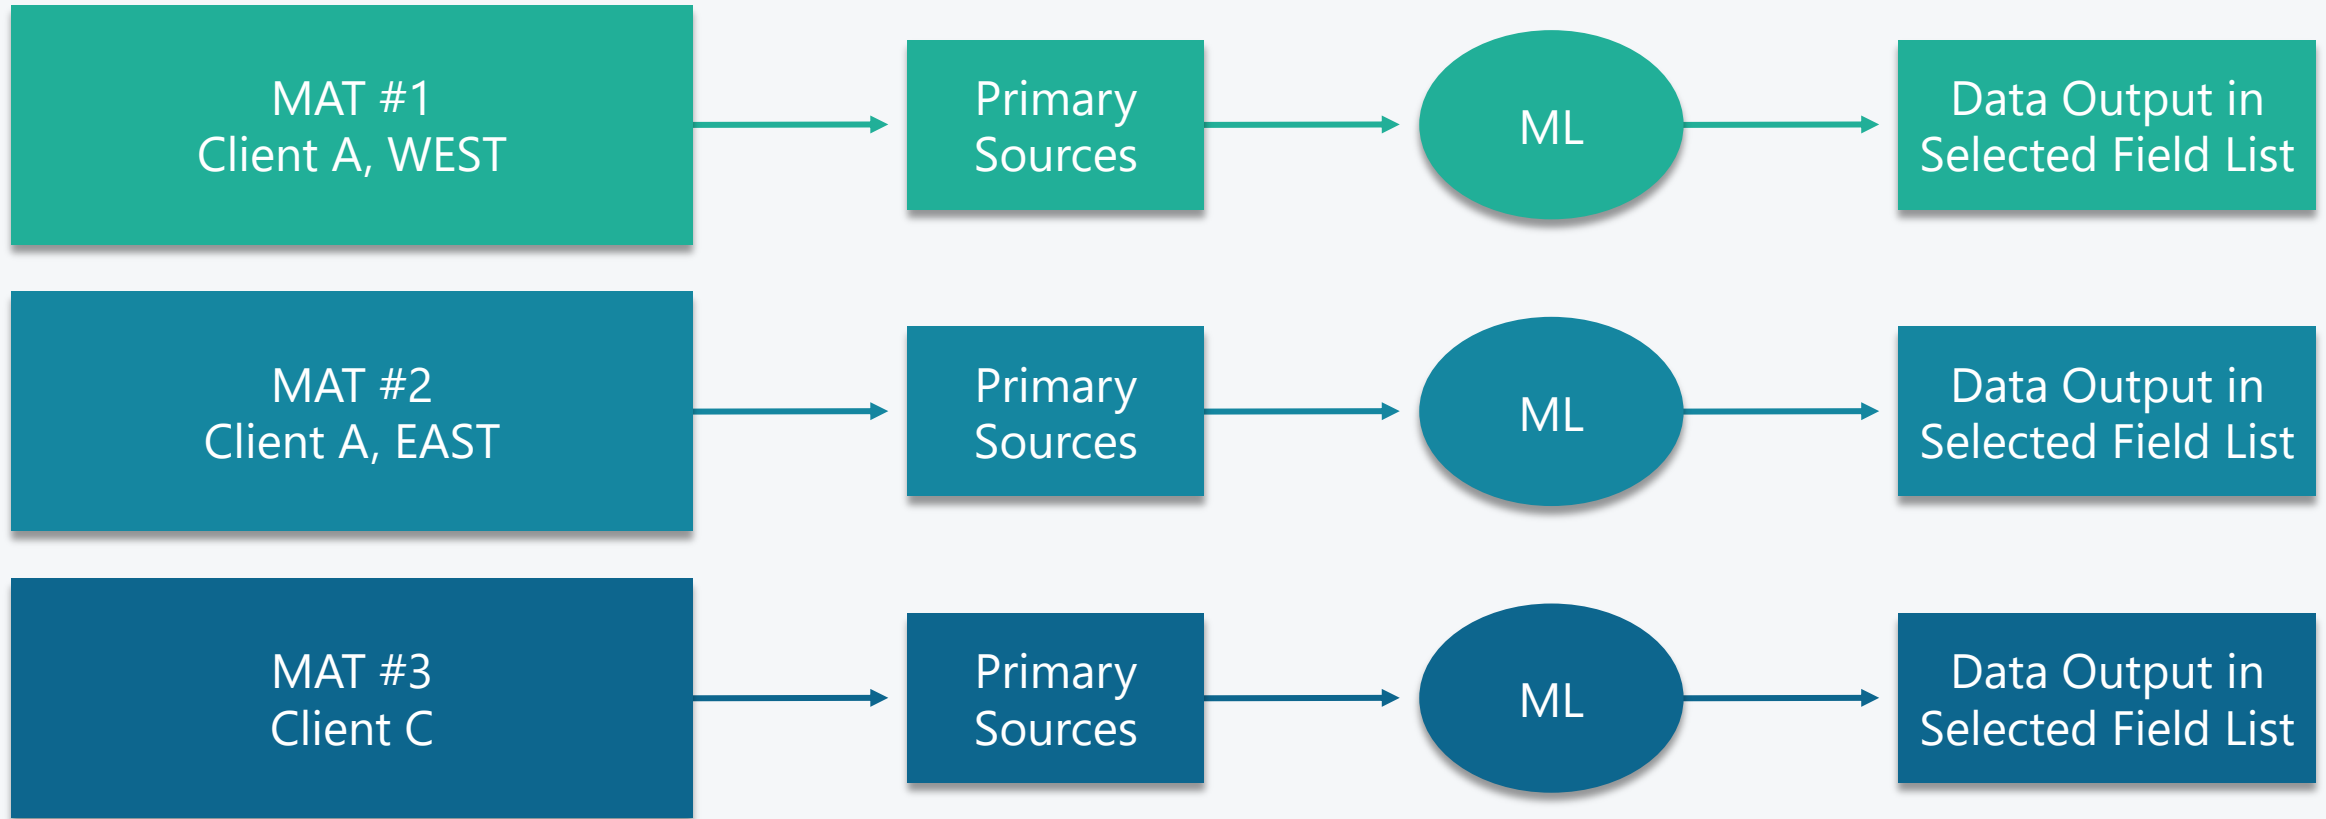 MAT #1
Client A, WEST
Primary
Sources
ML
Data Output in
Selected Field List
MAT #2
Client A, EAST
Primary
Sources
ML
Data Output in
Selected Field List
MAT #3
Client C
Primary
Sources
ML
Data Output in
Selected Field List